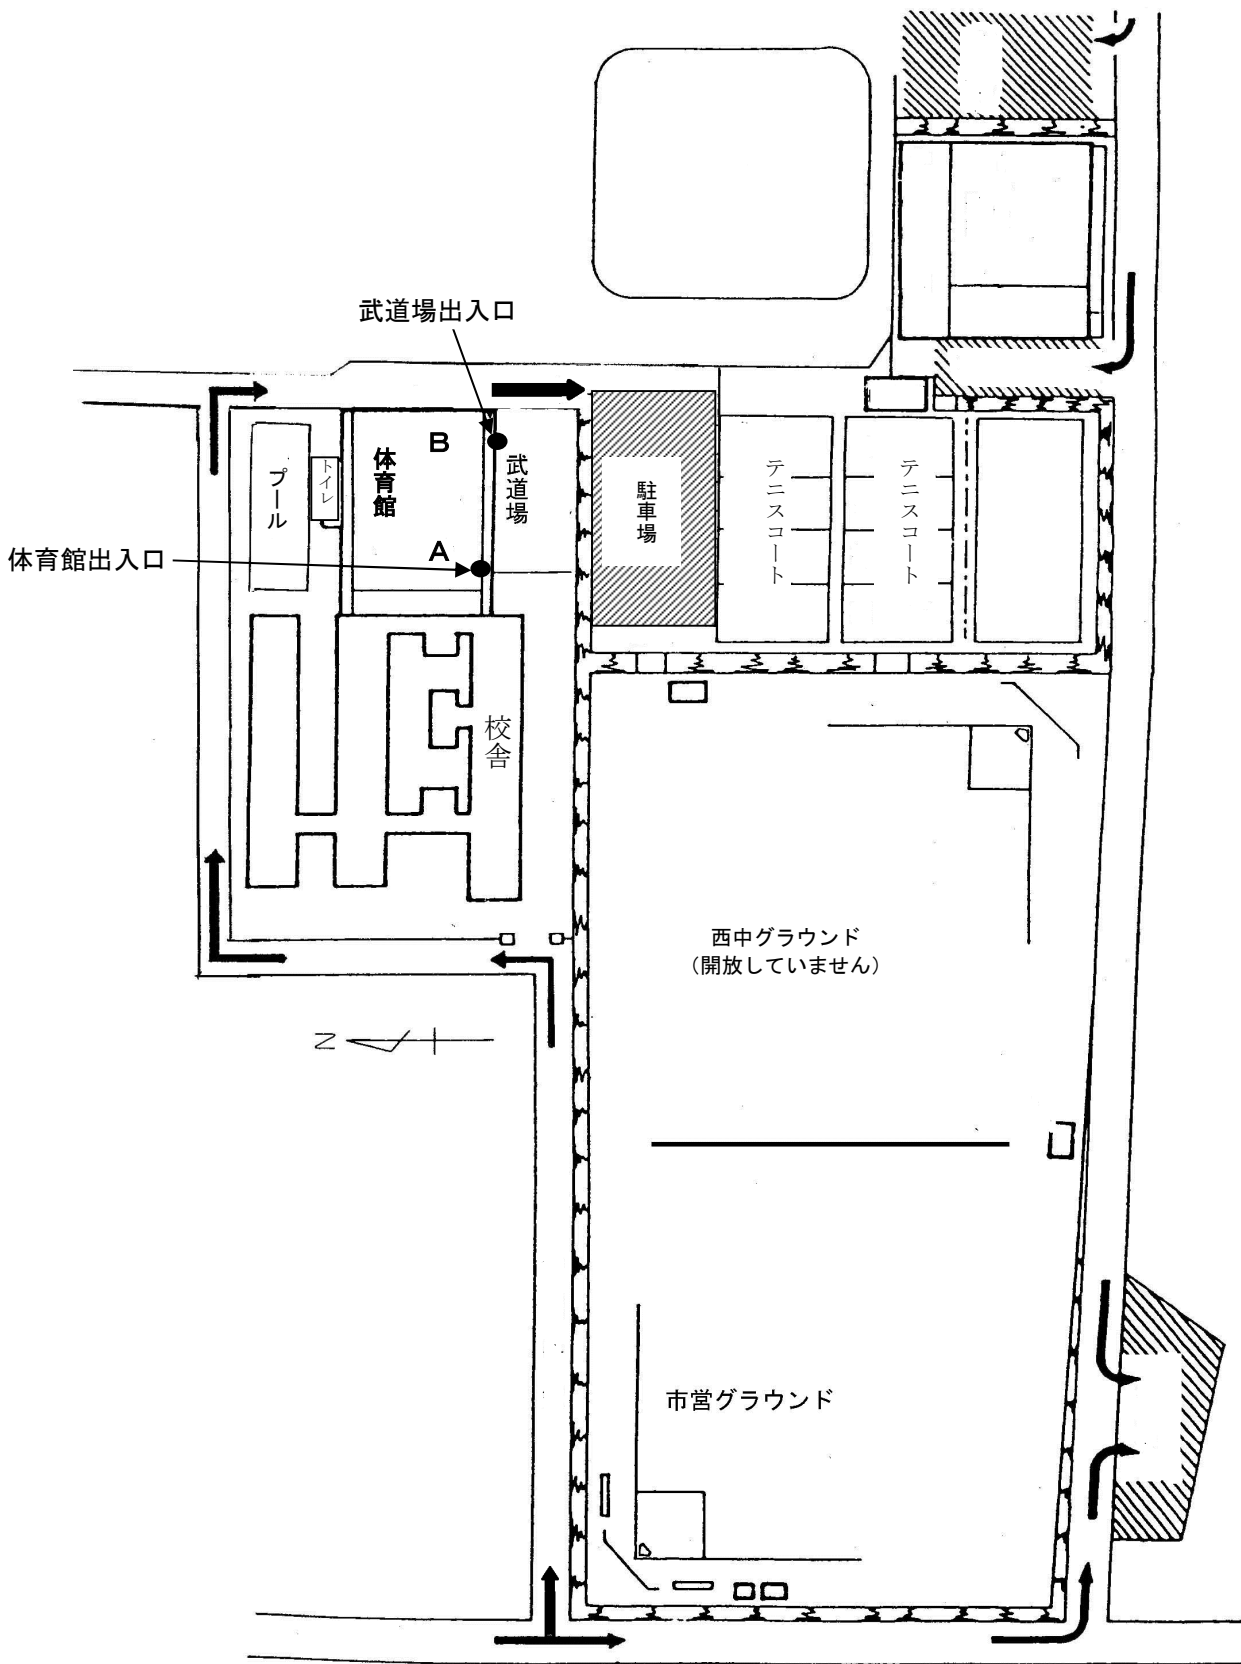 武道場出入口
B
体育館
トイレ
プール
武道場
A
体育館出入口
駐車場
テニスコート
テニスコート
校舎
西中グラウンド
（開放していません）
N
市営グラウンド